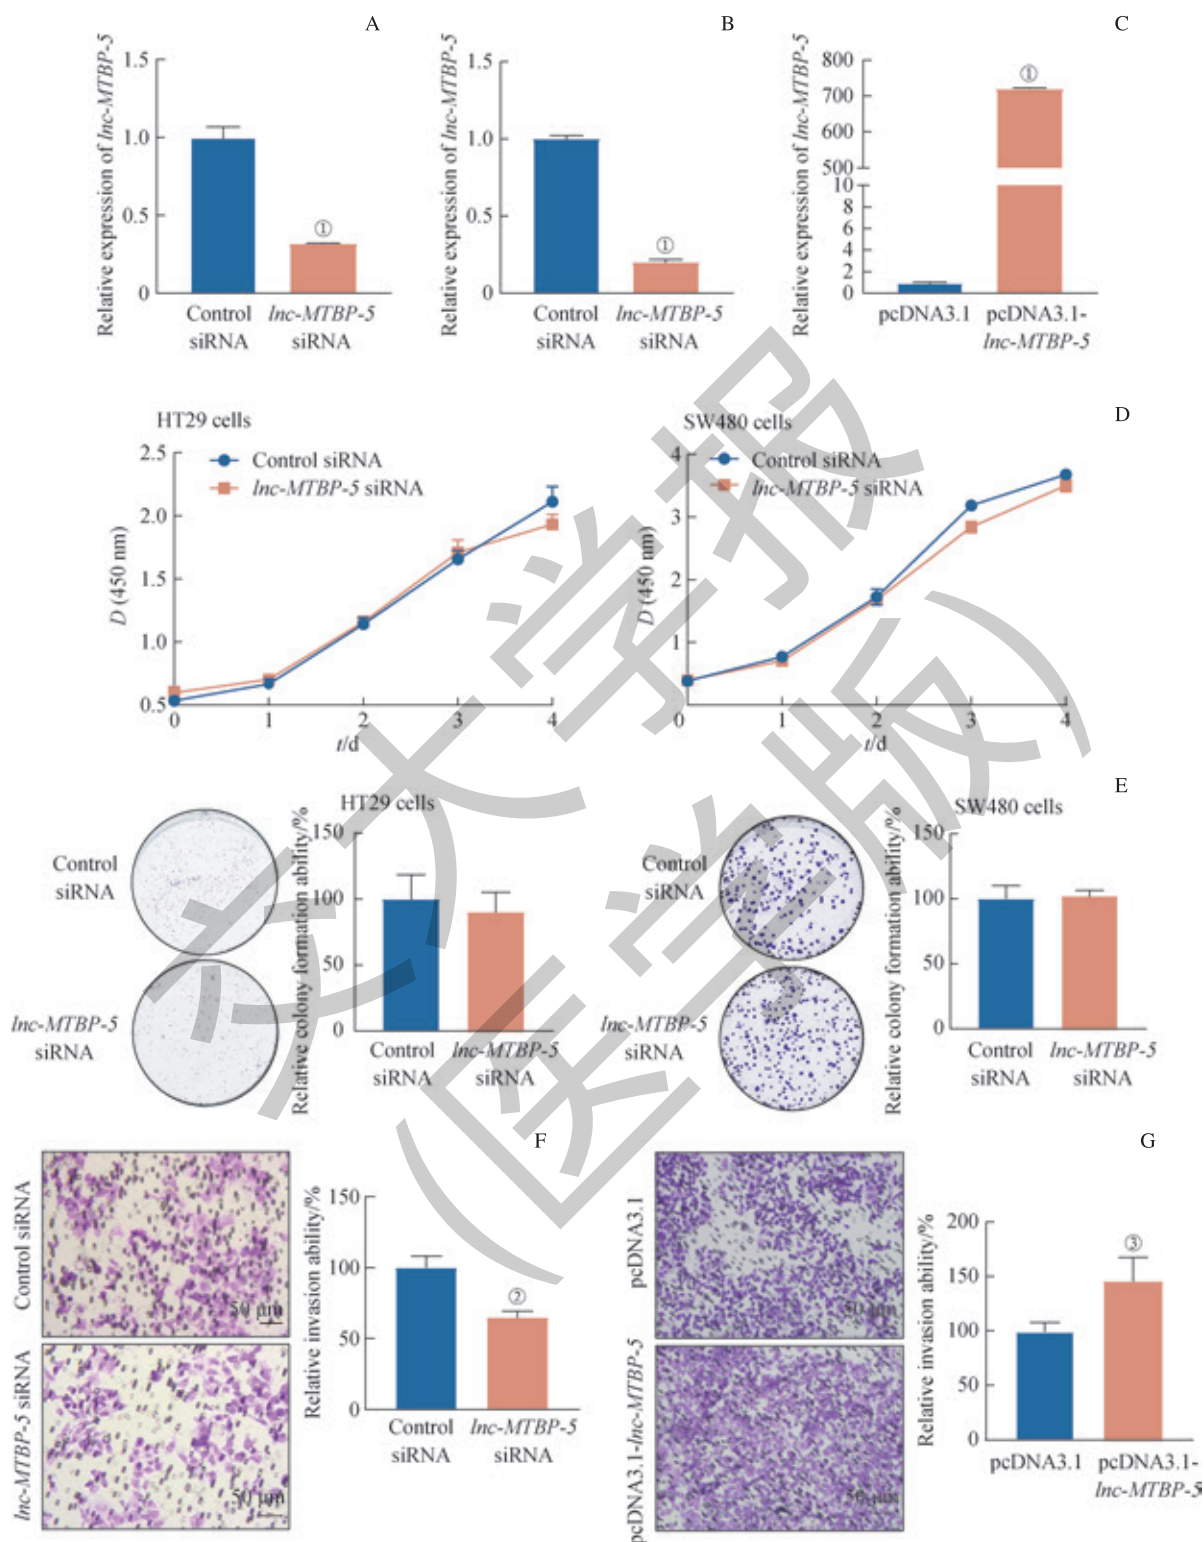 A
B
C
Relative expression of lnc-MTBP-5
1.5
1.0
0.5
0
①
Control
siRNA
lnc-MTBP-5
siRNA
Relative expression of lnc-MTBP-5
1.5
1.0
0.5
0
①
Control
siRNA
lnc-MTBP-5
siRNA
Relative expression of lnc-MTBP-5
800
700
600
500
10
8
6
4
2
0
①
pcDNA3.1
pcDNA3.1-
lnc-MTBP-5
D
HT29 cells
Control siRNA
lnc-MTBP-5 siRNA
D (450 nm)
2.5
2.0
1.5
1.0
0.5
0 1 2 3 4
t/d
SW480 cells
Control siRNA
lnc-MTBP-5 siRNA
D (450 nm)
4
3
2
1
0 1 2 3 4
t/d
E
Control
siRNA
lnc-MTBP-5
siRNA
HT29 cells
Relative colony formation ability/%
150
100
50
0
Control
siRNA
lnc-MTBP-5
siRNA
Control
siRNA
lnc-MTBP-5
siRNA
SW480 cells
Relative colony formation ability/%
150
100
50
0
Control
siRNA
lnc-MTBP-5
siRNA
F
Control siRNA
50 μm
lnc-MTBP-5 siRNA
50 μm
Relative invasion ability/%
150
100
50
0
②
Control
siRNA
lnc-MTBP-5
siRNA
G
pcDNA3.1
50 μm
pcDNA3.1-lnc-MTBP-5
50 μm
Relative invasion ability/%
200
150
100
50
0
③
pcDNA3.1
pcDNA3.1-
lnc-MTBP-5
交大学报
(医学版)